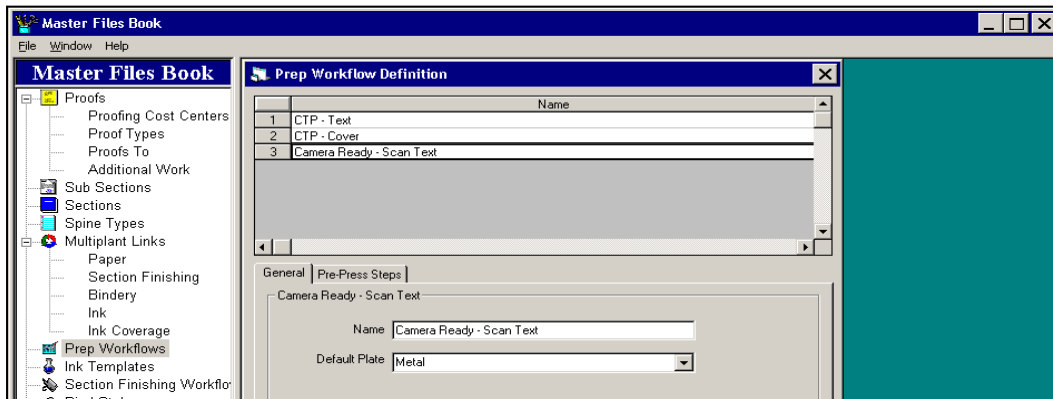 Master Files Book
File Window Help
Master Files Book
Proofs
Proofing Cost Centers
Proof Types
Proofs To
Additional Work
Sub Sections
Sections
Spine Types
Multiplant Links
Paper
Section Finishing
Bindery
Ink
Ink Coverage
Prep Workflows
Ink Templates
Section Finishing Workflo
Prep Workflow Definition
Name
1 CTP - Text
2 CTP - Cover
3 Camera Ready - Scan Text
General Pre-Press Steps
Camera Ready - Scan Text
Name Camera Ready - Scan Text
Default Plate Metal